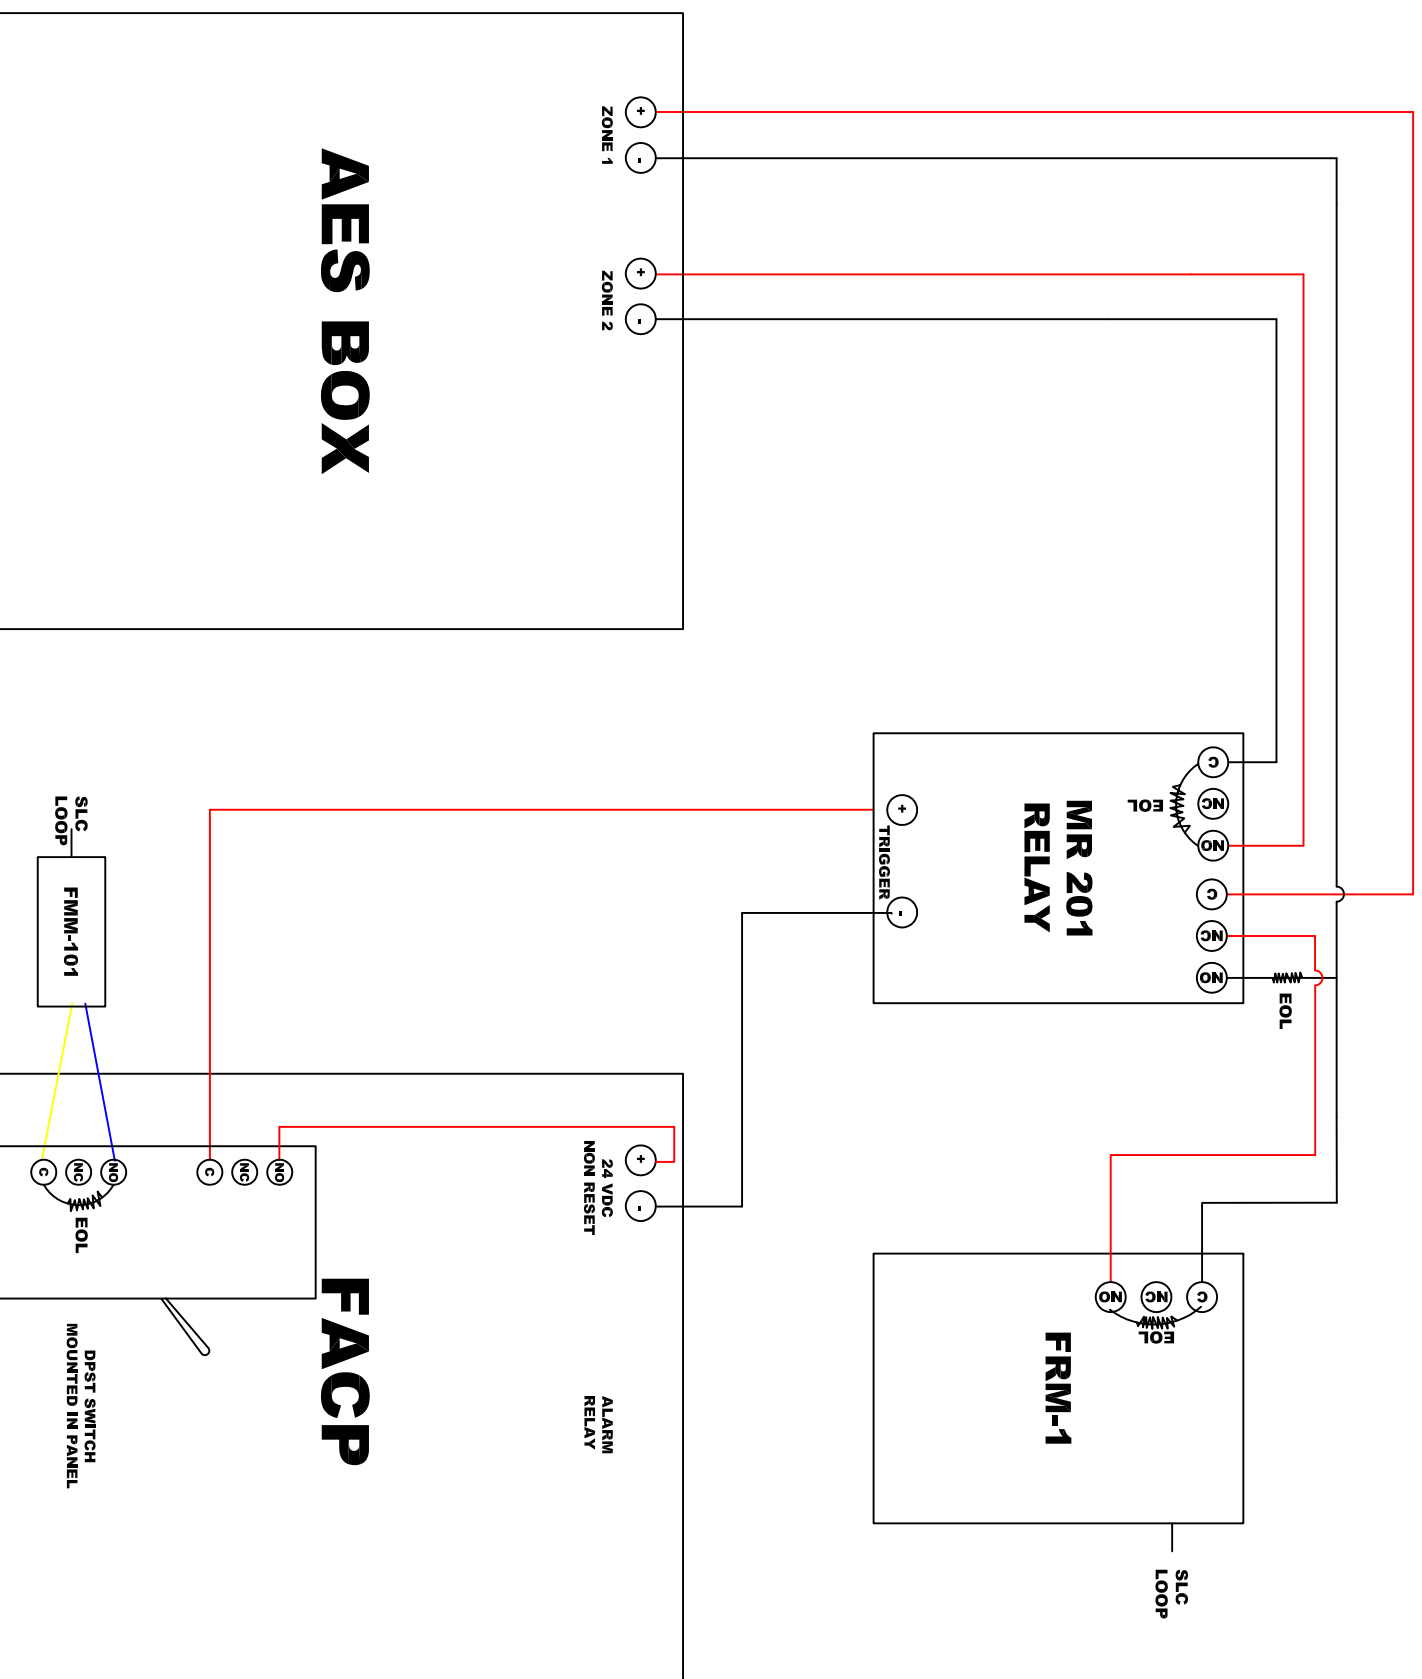 AES BOX
ZONE 1
+
-
ZONE 2
+
-
MR 201
RELAY
C
NC
NO
EOL
C
NC
NO
EOL
+
TRIGGER
-
SLC
LOOP
FMM-101
C
NC
NO
EOL
C
NC
NO
24 VDC
NON RESET
+
-
FACP
ALARM
RELAY
DPST SWITCH
MOUNTED IN PANEL
NO
NC
C
EOL
FRM-1
SLC
LOOP